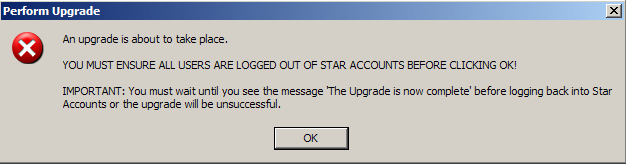 Perform Upgrade
An upgrade is about to take place.
YOU MUST ENSURE ALL USERS ARE LOGGED OUT OF STAR ACCOUNTS BEFORE CLICKING OK!
IMPORTANT: You must wait until you see the message 'The Upgrade is now complete' before logging back into Star
Accounts or the upgrade will be unsuccessful.
OK